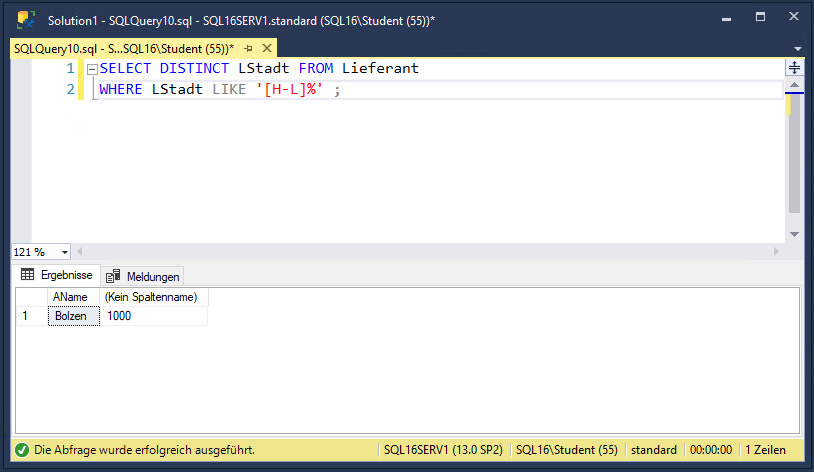 Solution1 - SQLQuery10.sql - SQL16SERV1.standard (SQL16\Student (55))*
SQLQuery10.sql - S...SQL16\Student (55))*
1 SELECT DISTINCT LStadt FROM Lieferant
2 WHERE LStadt LIKE '[H-L]%' ;
121 %
Ergebnisse Meldungen
AName (Kein Spaltenname)
1 Bolzen 1000
Die Abfrage wurde erfolgreich ausgeführt. SQL16SERV1 (13.0 SP2) SQL16\Student (55) standard 00:00:00 1 Zeilen